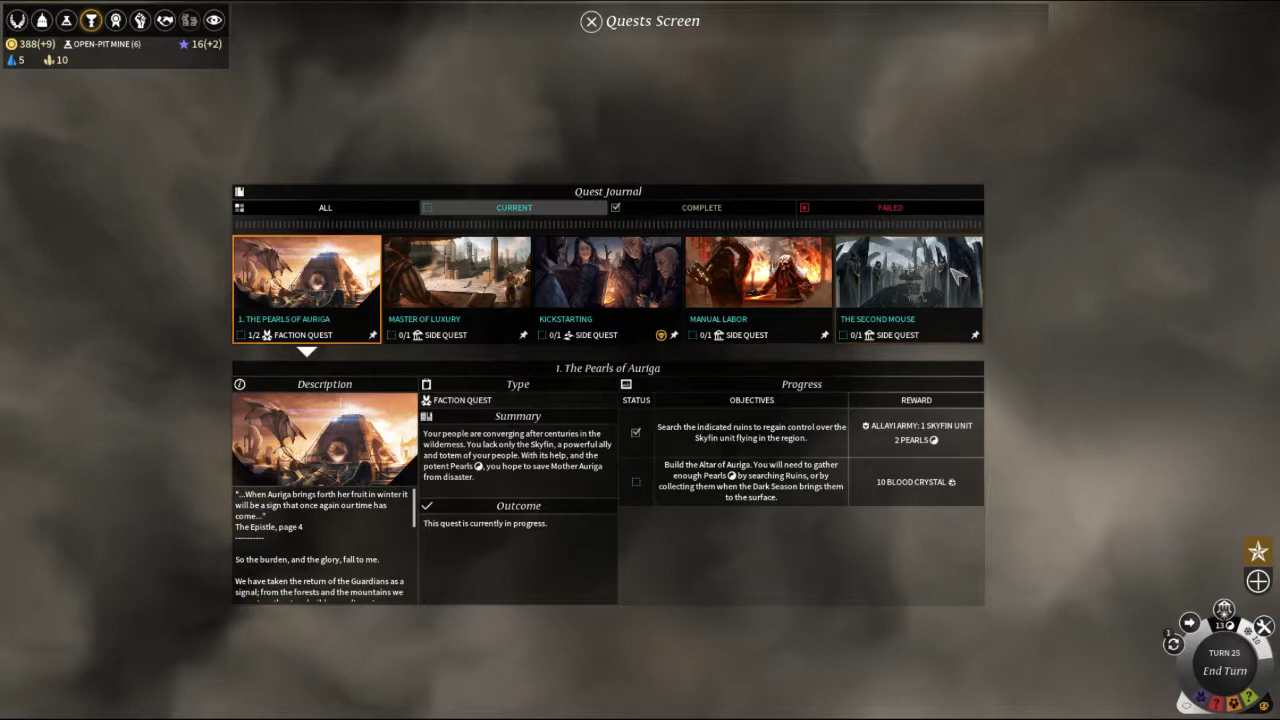 Quests Screen
388(+9) OPEN-PIT MINE (6) 16(+2)
5 10
Quest Journal
ALL CURRENT COMPLETE FAILED
1. THE PEARLS OF AURIGA MASTER OF LUXURY KICKSTARTING MANUAL LABOR THE SECOND MOUSE
1/2 FACTION QUEST 0/1 SIDE QUEST 0/1 SIDE QUEST 0/1 SIDE QUEST 0/1 SIDE QUEST
1. The Pearls of Auriga
Description
"...When Auriga brings forth her fruit in winter it
will be a sign that once again our time has
come..."
The Epistle, page 4
----------
So the burden, and the glory, fall to me.
We have taken the return of the Guardians as a
signal; from the forests and the mountains we
Type
FACTION QUEST
Summary
Your people are converging after centuries in the
wilderness. You lack only the Skyfin, a powerful ally
and totem of your people. With its help, and the
potent Pearls , you hope to save Mother Auriga
from disaster.
Outcome
This quest is currently in progress.
Progress
STATUS OBJECTIVES REWARD
Search the indicated ruins to regain control over the
Skyfin unit flying in the region.
ALLAYI ARMY: 1 SKYFIN UNIT
2 PEARLS
Build the Altar of Auriga. You will need to gather
enough Pearls by searching Ruins, or by
collecting them when the Dark Season brings them
to the surface.
10 BLOOD CRYSTAL
13
10
1
TURN 25
End Turn